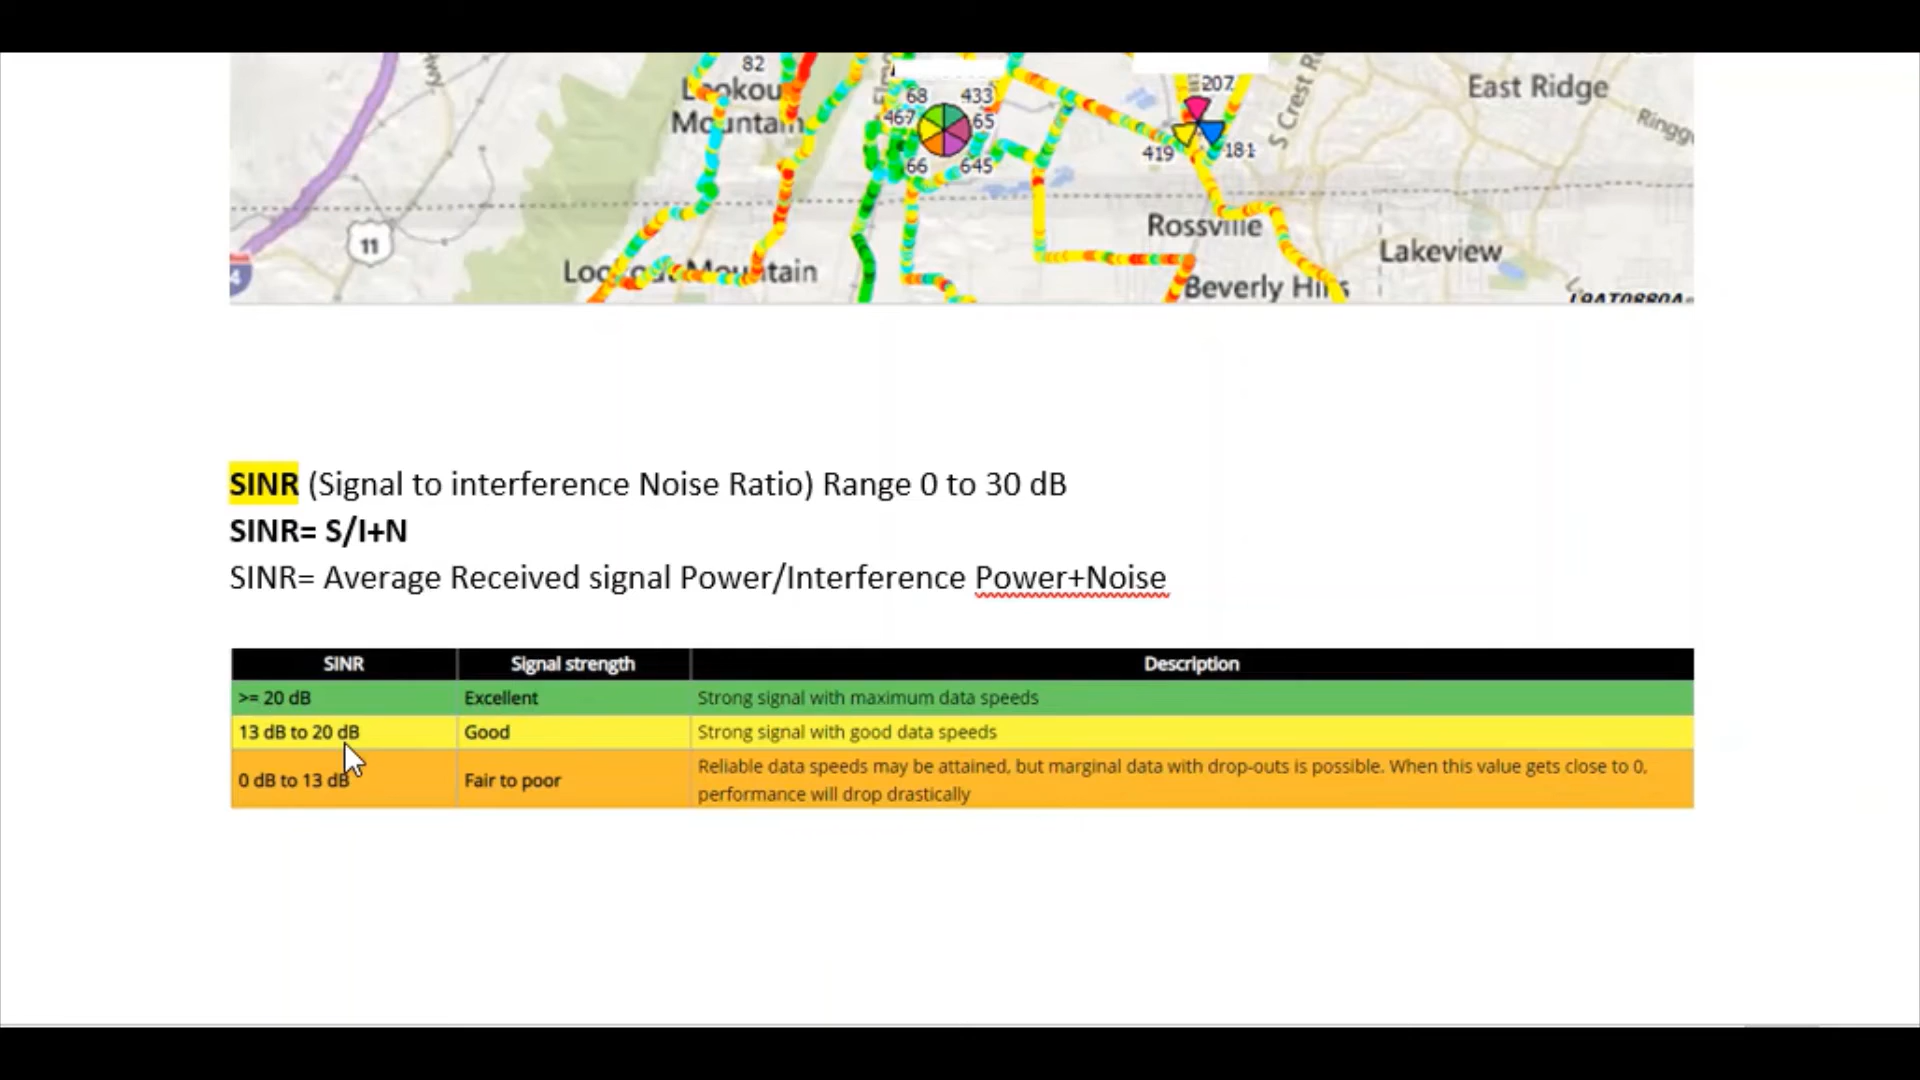 82
Lookou
Mountain
68
433
467
65
66
645
207
419
181
S Crest R
East Ridge
Ringg
11
4
Lookout Mountain
Rossville
Lakeview
Beverly Hills
L9AT0880A
SINR (Signal to interference Noise Ratio) Range 0 to 30 dB
SINR= S/I+N
SINR= Average Received signal Power/Interference Power+Noise
SINR Signal strength Description
>= 20 dB Excellent Strong signal with maximum data speeds
13 dB to 20 dB Good Strong signal with good data speeds
0 dB to 13 dB Fair to poor Reliable data speeds may be attained, but marginal data with drop-outs is possible. When this value gets close to 0,
performance will drop drastically